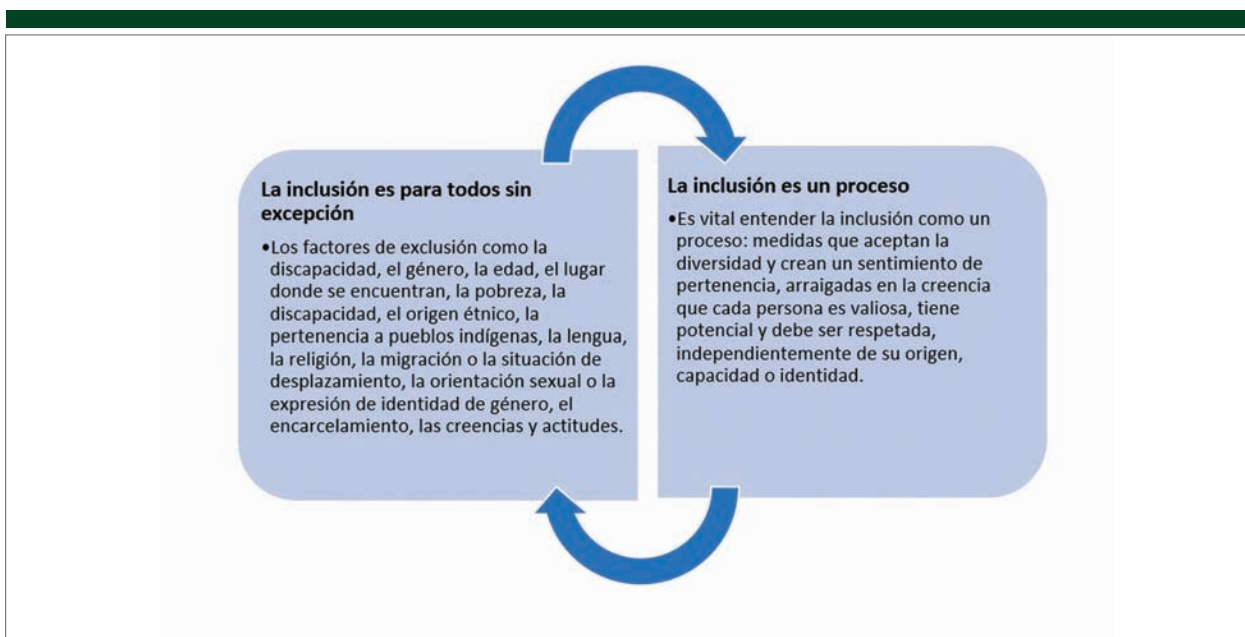 La inclusión es para todos sin
excepción
•Los factores de exclusión como la
discapacidad, el género, la edad, el lugar
donde se encuentran, la pobreza, la
discapacidad, el origen étnico, la
pertenencia a pueblos indígenas, la lengua,
la religión, la migración o la situación de
desplazamiento, la orientación sexual o la
expresión de identidad de género, el
encarcelamiento, las creencias y actitudes.
La inclusión es un proceso
•Es vital entender la inclusión como un
proceso: medidas que aceptan la
diversidad y crean un sentimiento de
pertenencia, arraigadas en la creencia
que cada persona es valiosa, tiene
potencial y debe ser respetada,
independientemente de su origen,
capacidad o identidad.